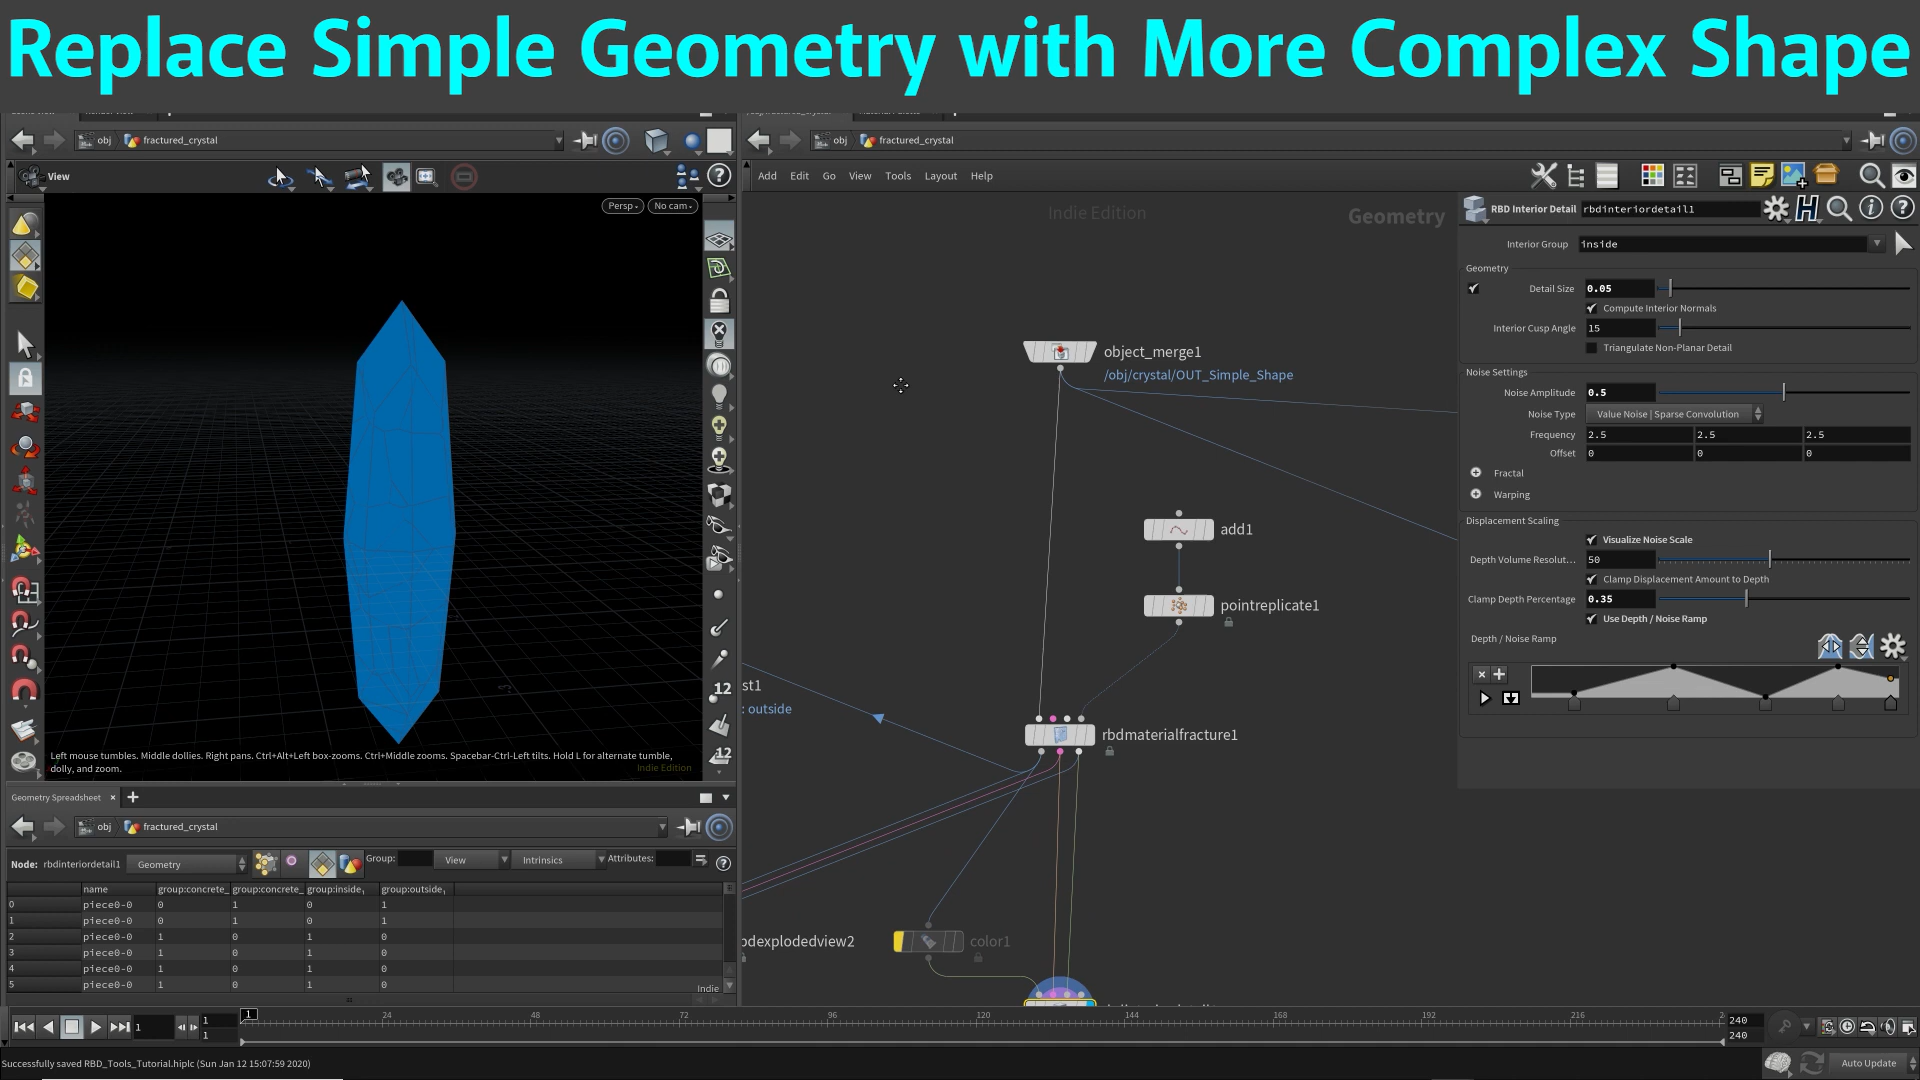 Replace Simple Geometry with More Complex Shape
obj fractured_crystal
obj fractured_crystal
View
Add Edit Go View Tools Layout Help
Persp No cam
Indie Edition
Geometry
RBD Interior Detail rbdinteriordetail1
Interior Group inside
Geometry
Detail Size 0.05
Compute Interior Normals
Interior Cusp Angle 15
Triangulate Non-Planar Detail
Noise Settings
Noise Amplitude 0.5
Noise Type Value Noise | Sparse Convolution
Frequency 2.5 2.5 2.5
Offset 0 0 0
Fractal
Warping
Displacement Scaling
Visualize Noise Scale
Depth Volume Resolut... 50
Clamp Displacement Amount to Depth
Clamp Depth Percentage 0.35
Use Depth / Noise Ramp
Depth / Noise Ramp
object_merge1
/obj/crystal/OUT_Simple_Shape
add1
pointreplicate1
st1
: outside
rbdmaterialfracture1
color1
12
12
Left mouse tumbles. Middle dollies. Right pans. Ctrl+Alt+Left box-zooms. Ctrl+Middle zooms. Spacebar-Ctrl-Left tilts. Hold L for alternate tumble,
dolly, and zoom.
Indie Edition
Geometry Spreadsheet
obj fractured_crystal
Node: rbdinteriordetail1 Geometry Group: View Intrinsics Attributes:
name group:concrete_ group:concrete_ group:inside, group:outside,
0 piece0-0 0 1 0 1
1 piece0-0 0 1 0 1
2 piece0-0 1 0 1 0
3 piece0-0 1 0 1 0
4 piece0-0 1 0 1 0
5 piece0-0 1 0 1 0
Indie
1 1 1 24 48 72 96 120 144 168 192 216 2 240
1 240
Successfully saved RBD_Tools_Tutorial.hiplc (Sun Jan 12 15:07:59 2020)
Auto Update